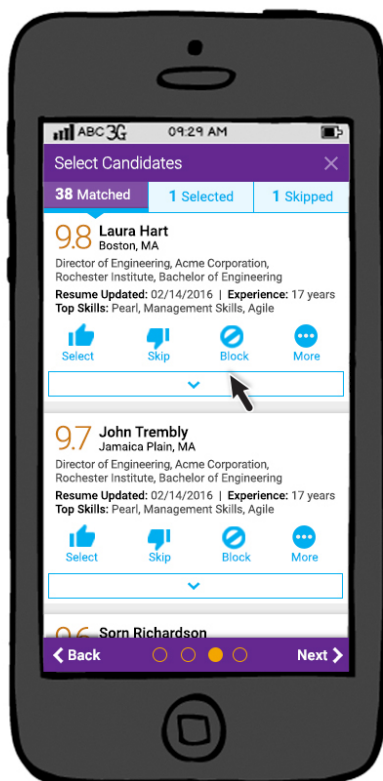 ABC 3G 09:29 AM
Select Candidates
38 Matched 1 Selected 1 Skipped
9.8 Laura Hart
Boston, MA
Director of Engineering, Acme Corporation,
Rochester Institute, Bachelor of Engineering
Resume Updated: 02/14/2016 | Experience: 17 years
Top Skills: Pearl, Management Skills, Agile
Select Skip Block More
9.7 John Trembly
Jamaica Plain, MA
Director of Engineering, Acme Corporation,
Rochester Institute, Bachelor of Engineering
Resume Updated: 02/14/2016 | Experience: 17 years
Top Skills: Pearl, Management Skills, Agile
Select Skip Block More
9.6 Sorn Richardson
Back Next